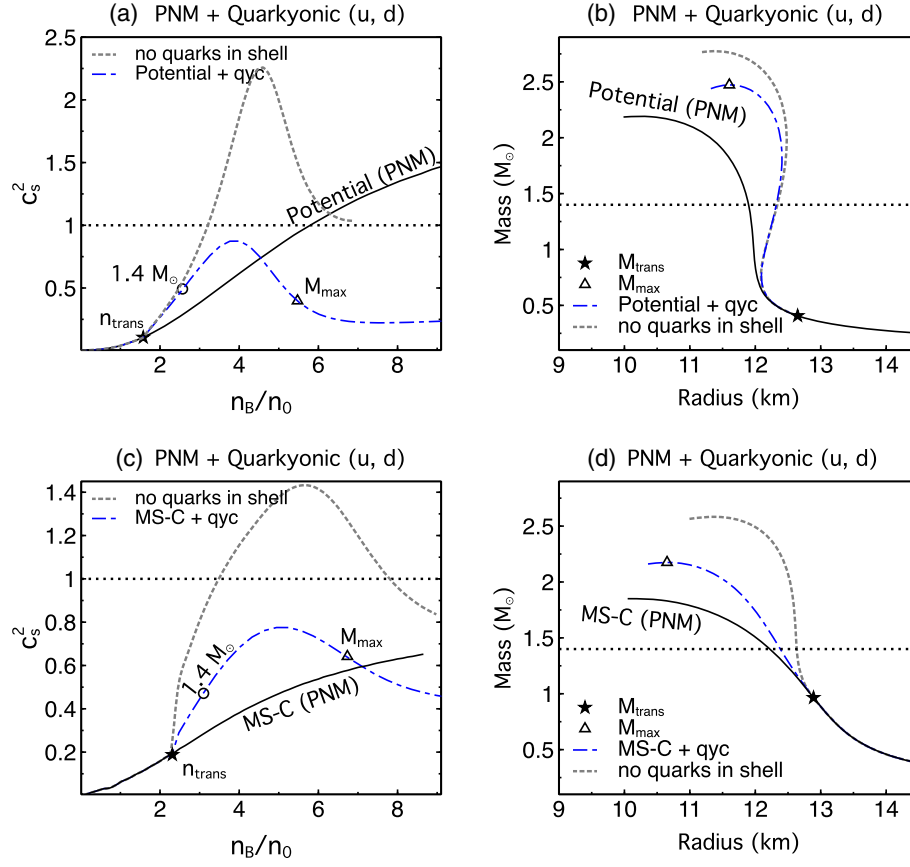 (a) PNM + Quarkyonic (u, d)
2.5
2
1.5
1
0.5
c_s^2
no quarks in shell
Potential + qyc
Potential (PNM)
1.4 M⊙
n_trans
M_max
0 2 4 6 8
n_B/n_0
(b) PNM + Quarkyonic (u, d)
2.5
2
1.5
1
0.5
Mass (M⊙)
Potential (PNM)
M_trans
M_max
Potential + qyc
no quarks in shell
9 10 11 12 13 14
Radius (km)
(c) PNM + Quarkyonic (u, d)
1.4
1.2
1
0.8
0.6
0.4
0.2
c_s^2
no quarks in shell
MS-C + qyc
1.4 M⊙
M_max
MS-C (PNM)
n_trans
0 2 4 6 8
n_B/n_0
(d) PNM + Quarkyonic (u, d)
2.5
2
1.5
1
0.5
Mass (M⊙)
MS-C (PNM)
M_trans
M_max
MS-C + qyc
no quarks in shell
9 10 11 12 13 14
Radius (km)